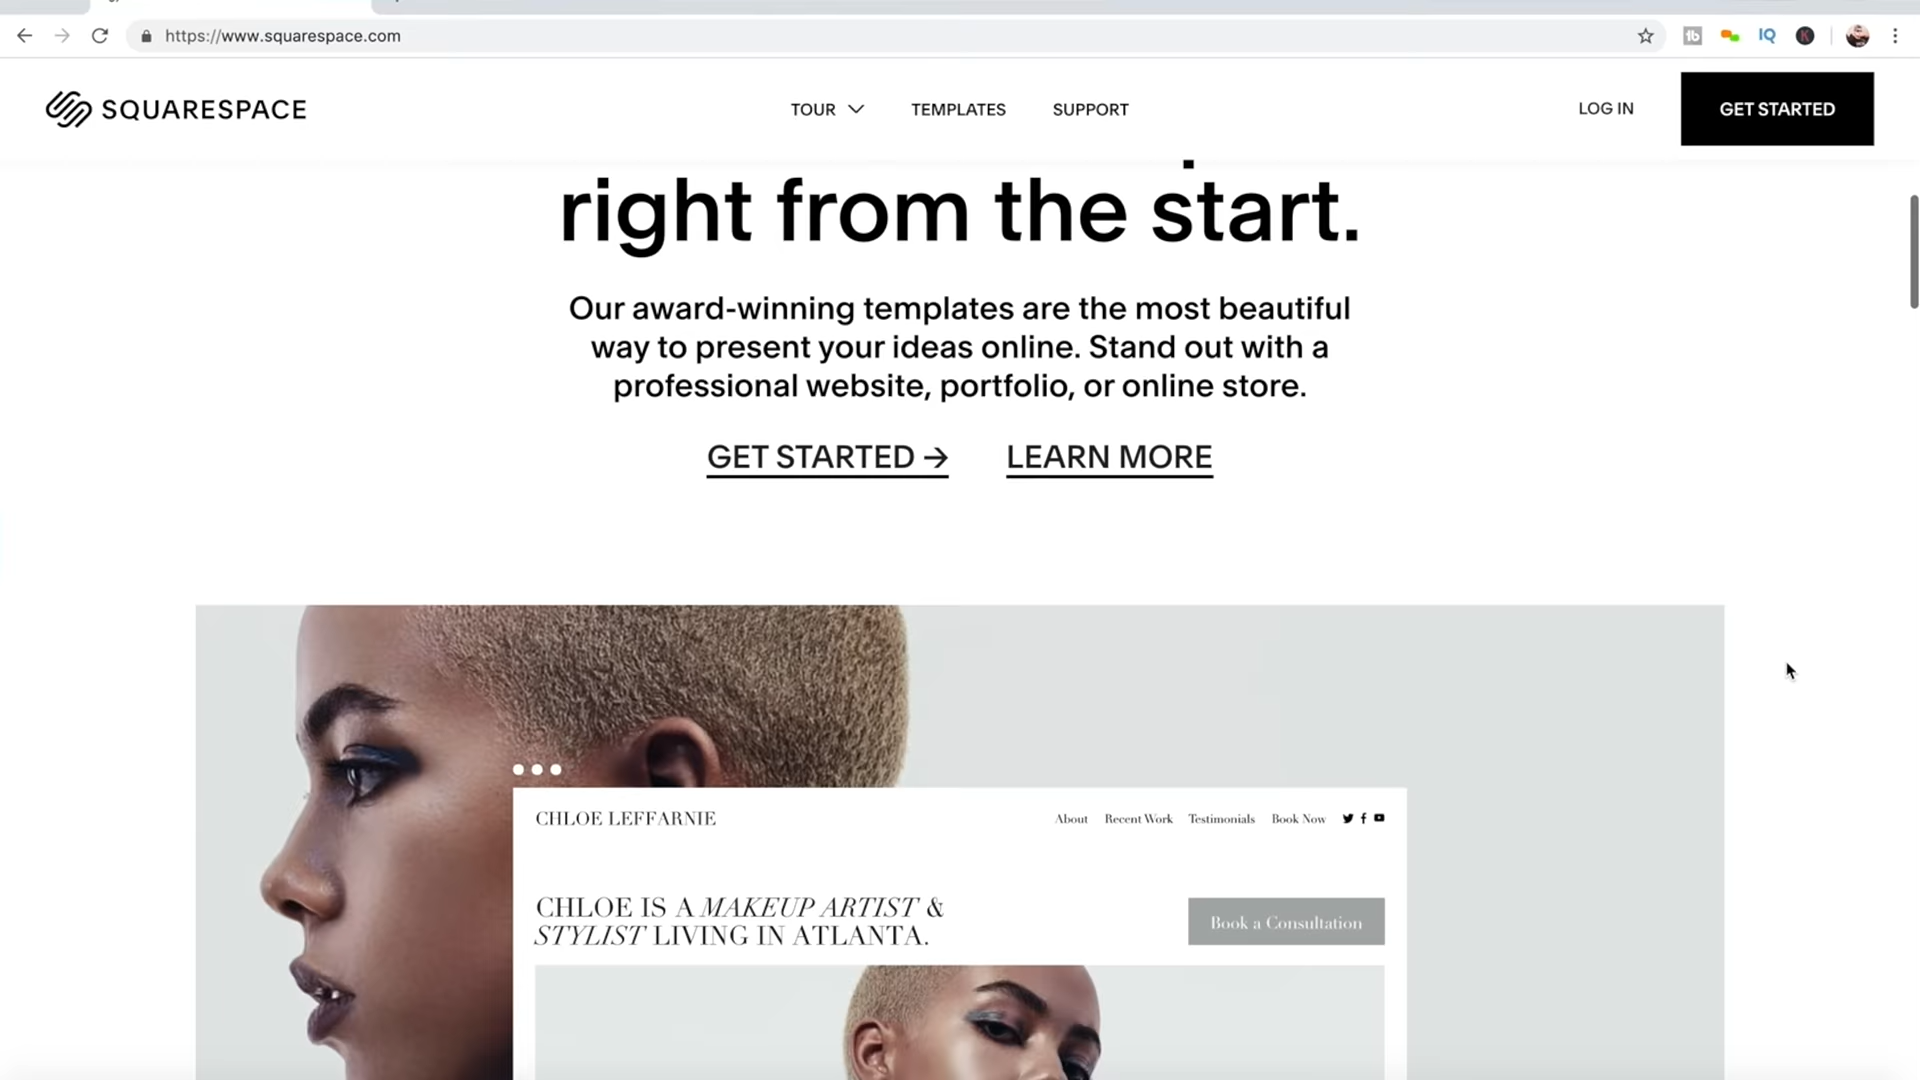 https://www.squarespace.com
tb
IQ
K
SQUARESPACE
TOUR
TEMPLATES
SUPPORT
LOG IN
GET STARTED
right from the start.
Our award-winning templates are the most beautiful
way to present your ideas online. Stand out with a
professional website, portfolio, or online store.
GET STARTED →
LEARN MORE
CHLOE LEFFARNIE
About
Recent Work
Testimonials
Book Now
CHLOE IS A MAKEUP ARTIST &
STYLIST LIVING IN ATLANTA.
Book a Consultation